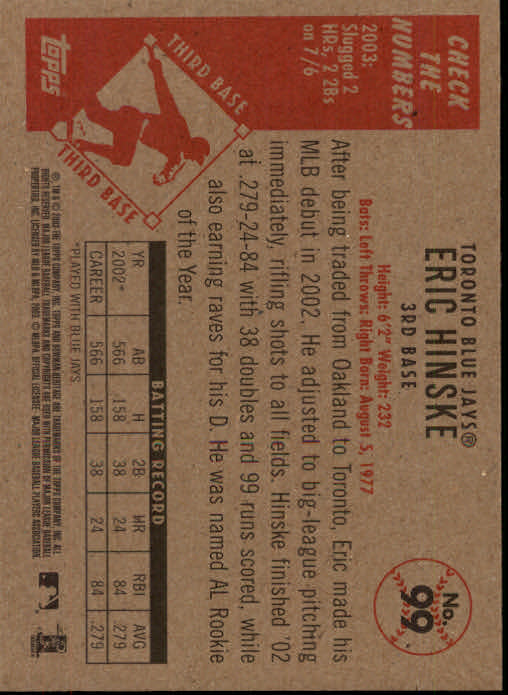 No.
99
TORONTO BLUE JAYS®
ERIC HINSKE
3RD BASE
Height: 6'2" Weight: 232
Bats: Left Throws: Right Born: August 5, 1977
After being traded from Oakland to Toronto, Eric made his
MLB debut in 2002. He adjusted to big-league pitching
immediately, rifling shots to all fields. Hinske finished '02
at .279-24-84 with 38 doubles and 99 runs scored, while
also earning raves for his D. He was named AL Rookie
of the Year.
CHECK
THE
NUMBERS
2003:
Slugged 2
HRs, 2 2Bs
on 7/6
THIRD BASE
THIRD BASE
topps
BATTING RECORD
YR AB H 2B HR RBI AVG
2002* 566 158 38 24 84 .279
CAREER 566 158 38 24 84 .279
*PLAYED WITH BLUE JAYS